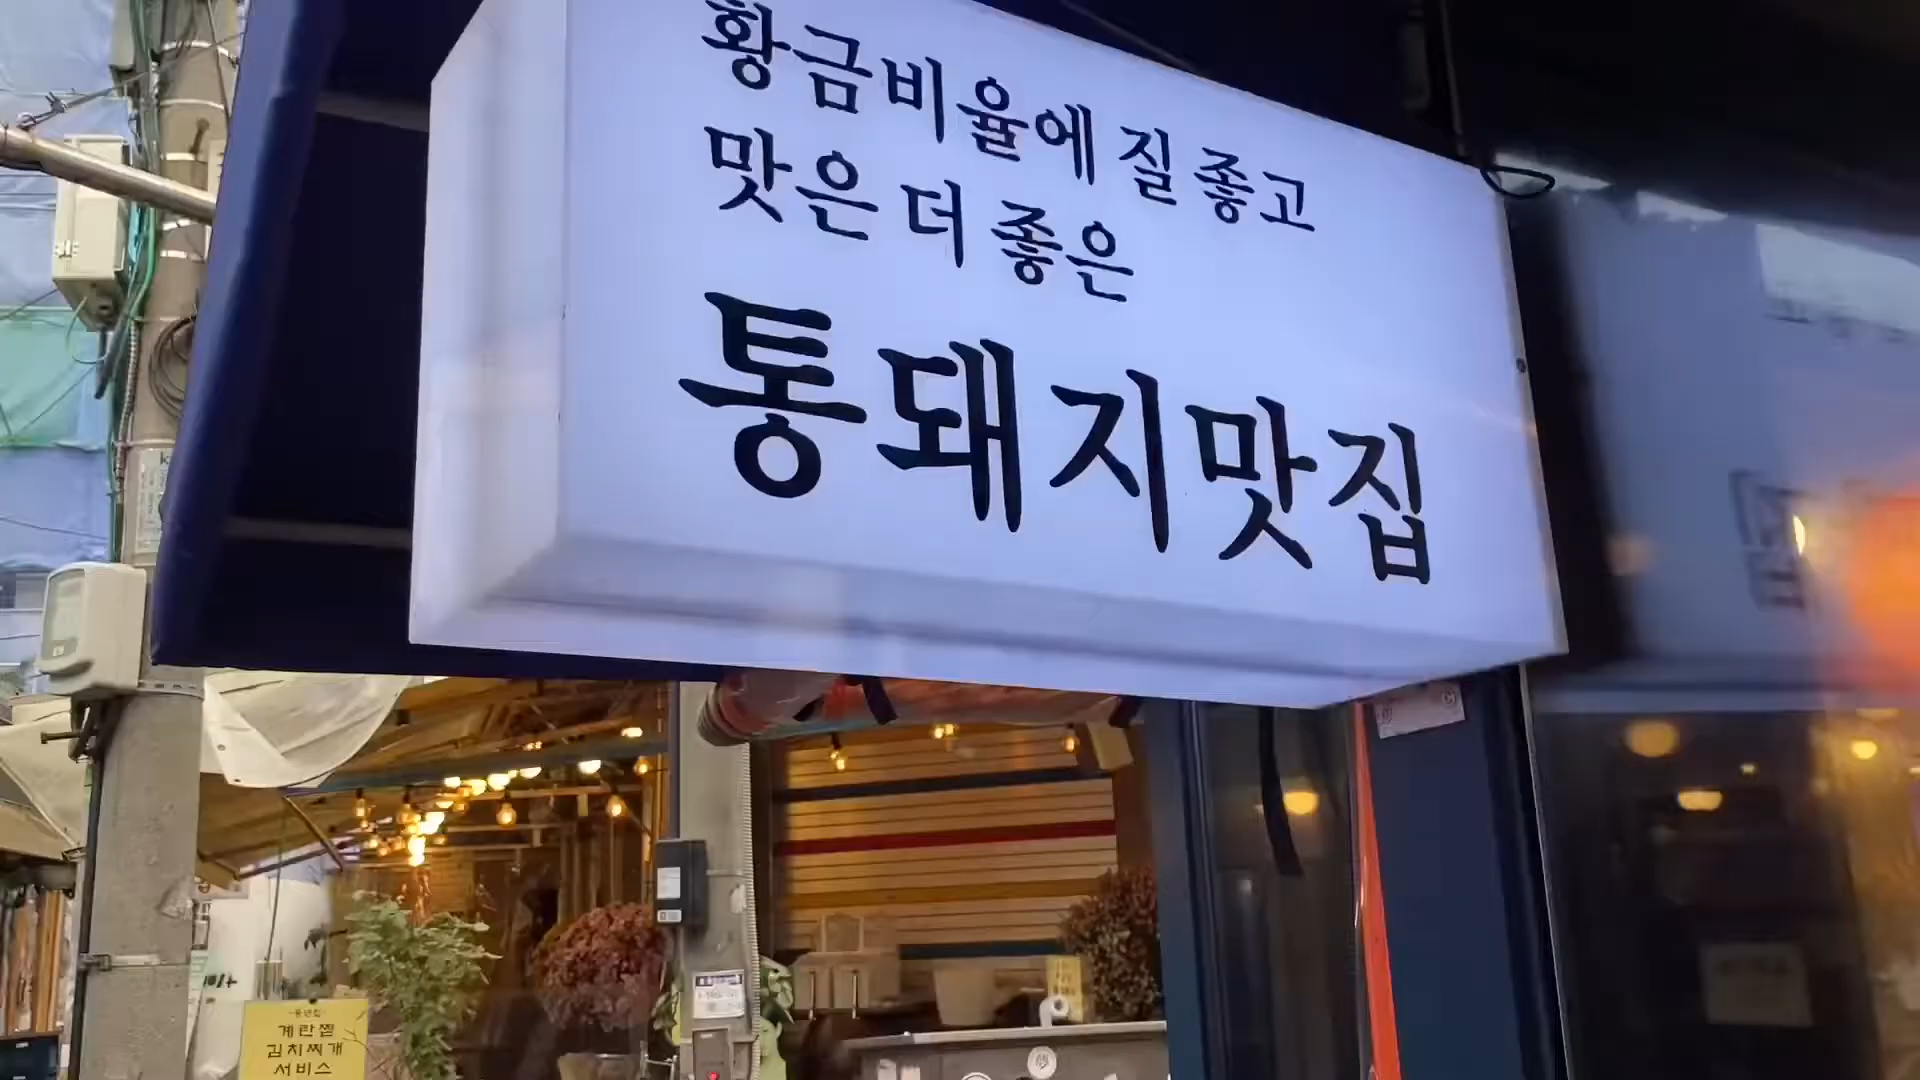 황금비율에 질 좋고
맛은 더 좋은
통돼지맛집
계란찜
김치찌개
서비스